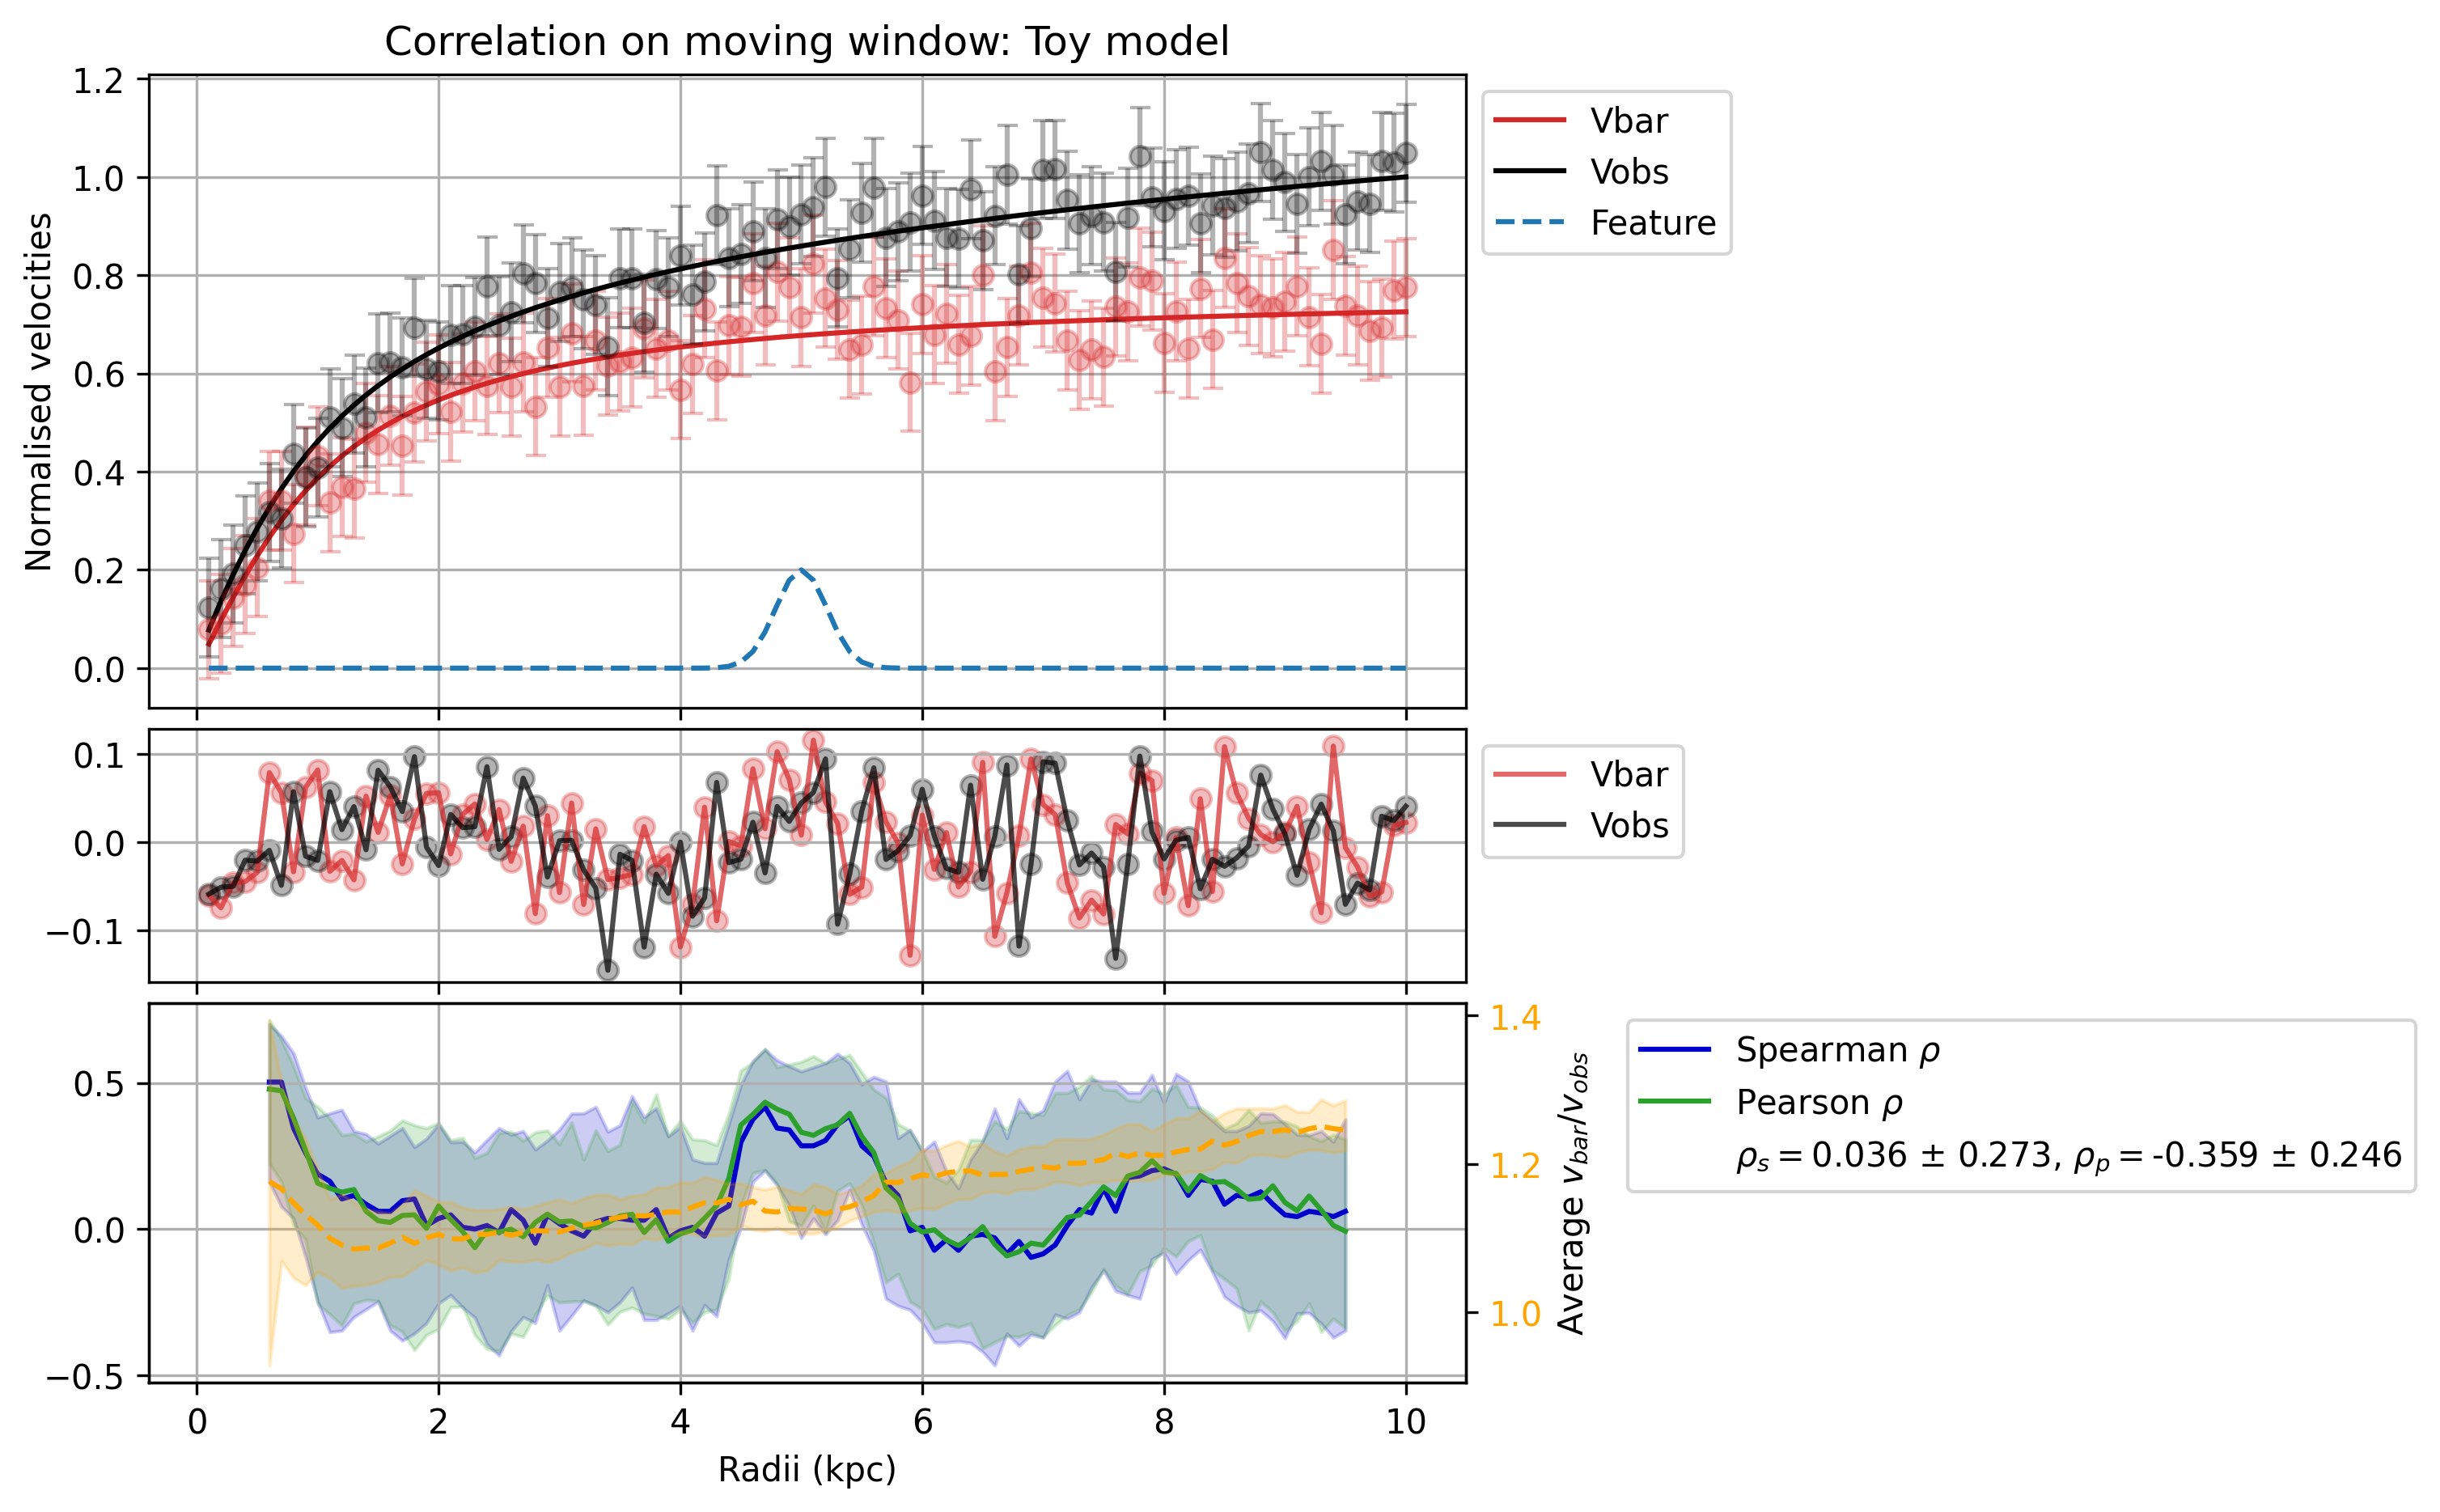 Correlation on moving window: Toy model
1.2
1.0
0.8
0.6
0.4
0.2
0.0
Normalised velocities
Vbar
Vobs
Feature
0.1
0.0
−0.1
Vbar
Vobs
0.5
0.0
−0.5
1.4
1.2
1.0
Average v_bar/v_obs
Spearman ρ
Pearson ρ
ρ_s = 0.036 ± 0.273, ρ_p = -0.359 ± 0.246
0 2 4 6 8 10
Radii (kpc)